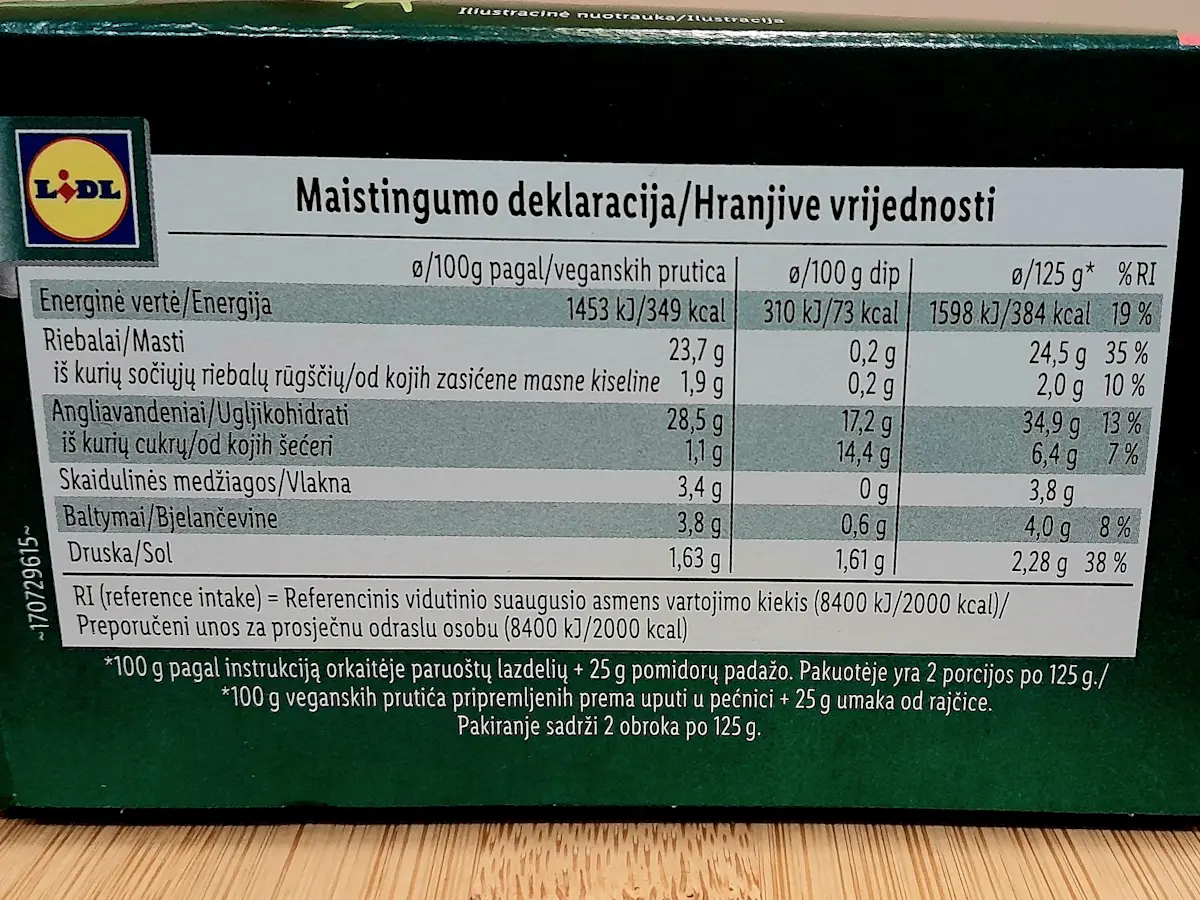 Iliustracinė nuotrauka/Ilustracija
LIDL
Maistingumo deklaracija/Hranjive vrijednosti
ø/100g pagal/veganskih prutica ø/100 g dip ø/125 g* %RI
Energinė vertė/Energija 1453 kJ/349 kcal 310 kJ/73 kcal 1598 kJ/384 kcal 19 %
Riebalai/Masti 23,7 g 0,2 g 24,5 g 35 %
iš kurių sočiųjų riebalų rūgščių/od kojih zasićene masne kiseline 1,9 g 0,2 g 2,0 g 10 %
Angliavandeniai/Ugljikohidrati 28,5 g 17,2 g 34,9 g 13 %
iš kurių cukrų/od kojih šećeri 1,1 g 14,4 g 6,4 g 7 %
Skaidulinės medžiagos/Vlakna 3,4 g 0 g 3,8 g
Baltymai/Bjelančevine 3,8 g 0,6 g 4,0 g 8 %
Druska/Sol 1,63 g 1,61 g 2,28 g 38 %
RI (reference intake) = Referencinis vidutinio suaugusio asmens vartojimo kiekis (8400 kJ/2000 kcal)/
Preporučeni unos za prosječnu odraslu osobu (8400 kJ/2000 kcal)
*100 g pagal instrukciją orkaitėje paruoštų lazdelių + 25 g pomidorų padažo. Pakuotėje yra 2 porcijos po 125 g./
*100 g veganskih prutića pripremljenih prema uputi u pećnici + 25 g umaka od rajčice.
Pakiranje sadrži 2 obroka po 125 g.
~170729615~